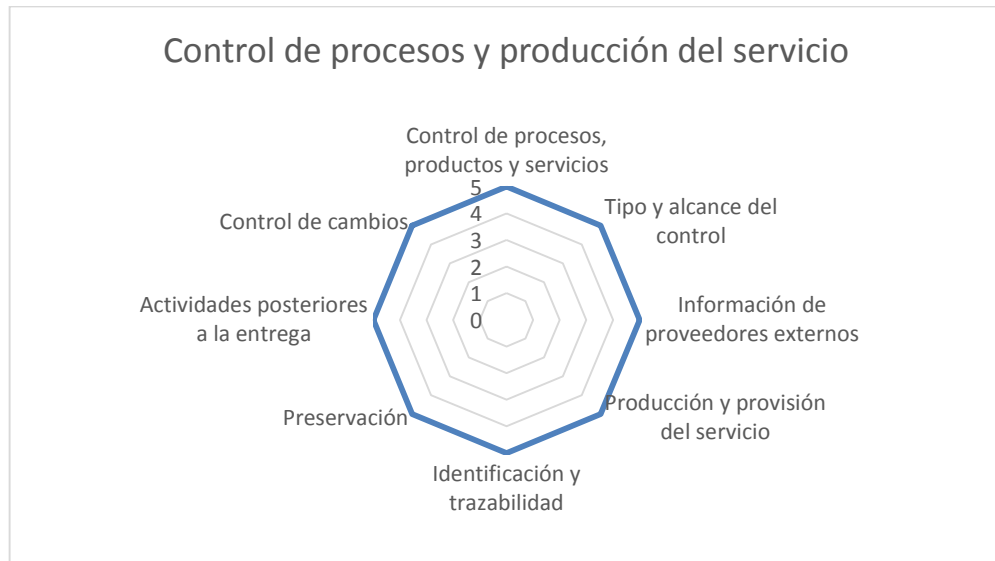 Control de procesos y producción del servicio
Control de procesos,
productos y servicios
Tipo y alcance del
control
Información de
proveedores externos
Producción y provisión
del servicio
Identificación y
trazabilidad
Preservación
Actividades posteriores
a la entrega
Control de cambios
5
4
3
2
1
0